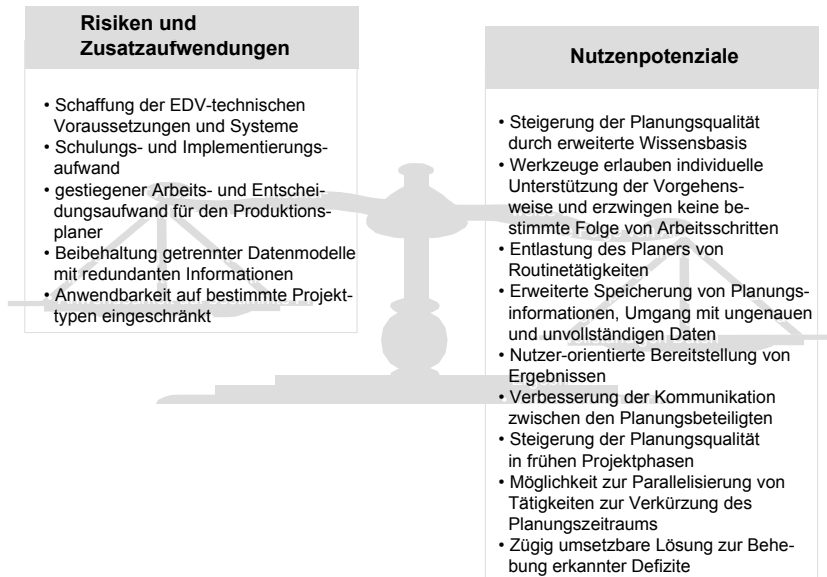 Risiken und
Zusatzaufwendungen
• Schaffung der EDV-technischen
Voraussetzungen und Systeme
• Schulungs- und Implementierungs-
aufwand
• gestiegener Arbeits- und Entschei-
dungsaufwand für den Produktions-
planer
• Beibehaltung getrennter Datenmodelle
mit redundanten Informationen
• Anwendbarkeit auf bestimmte Projekt-
typen eingeschränkt
Nutzenpotenziale
• Steigerung der Planungsqualität
durch erweiterte Wissensbasis
• Werkzeuge erlauben individuelle
Unterstützung der Vorgehens-
weise und erzwingen keine be-
stimmte Folge von Arbeitsschritten
• Entlastung des Planers von
Routinetätigkeiten
• Erweiterte Speicherung von Planungs-
informationen, Umgang mit ungenauen
und unvollständigen Daten
• Nutzer-orientierte Bereitstellung von
Ergebnissen
• Verbesserung der Kommunikation
zwischen den Planungsbeteiligten
• Steigerung der Planungsqualität
in frühen Projektphasen
• Möglichkeit zur Parallelisierung von
Tätigkeiten zur Verkürzung des
Planungszeitraums
• Zügig umsetzbare Lösung zur Behe-
bung erkannter Defizite